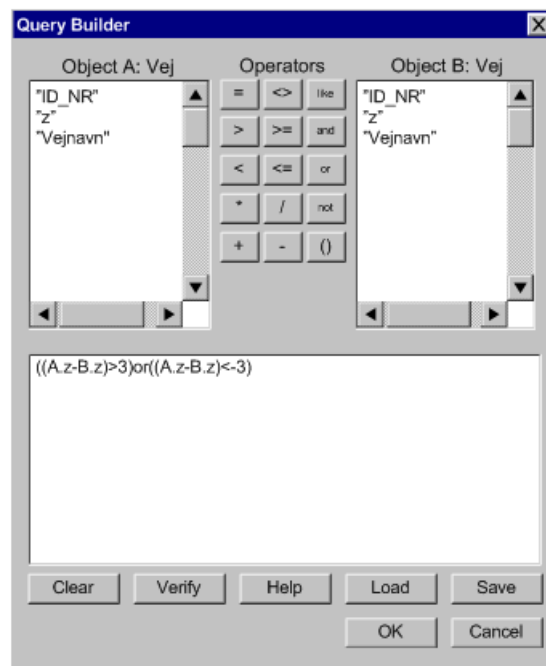 Query Builder X
Object A: Vej Operators Object B: Vej
"ID_NR" = <> like "ID_NR"
"z" "z"
"Vejnavn" > >= and "Vejnavn"
< <= or
* / not
+ - ()
((A.z-B.z)>3)or((A.z-B.z)<-3)
Clear Verify Help Load Save
OK Cancel